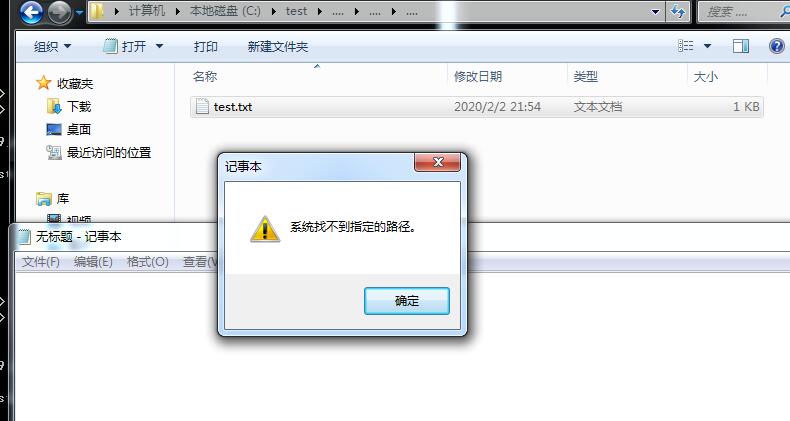 计算机 本地磁盘 (C:) test .... .... .... 搜索 ....
组织 打开 打印 新建文件夹
收藏夹
下载
桌面
最近访问的位置
库
视频
名称 修改日期 类型 大小
test.txt 2020/2/2 21:54 文本文档 1 KB
记事本
系统找不到指定的路径。
确定
无标题 - 记事本
文件(F) 编辑(E) 格式(O) 查看(V